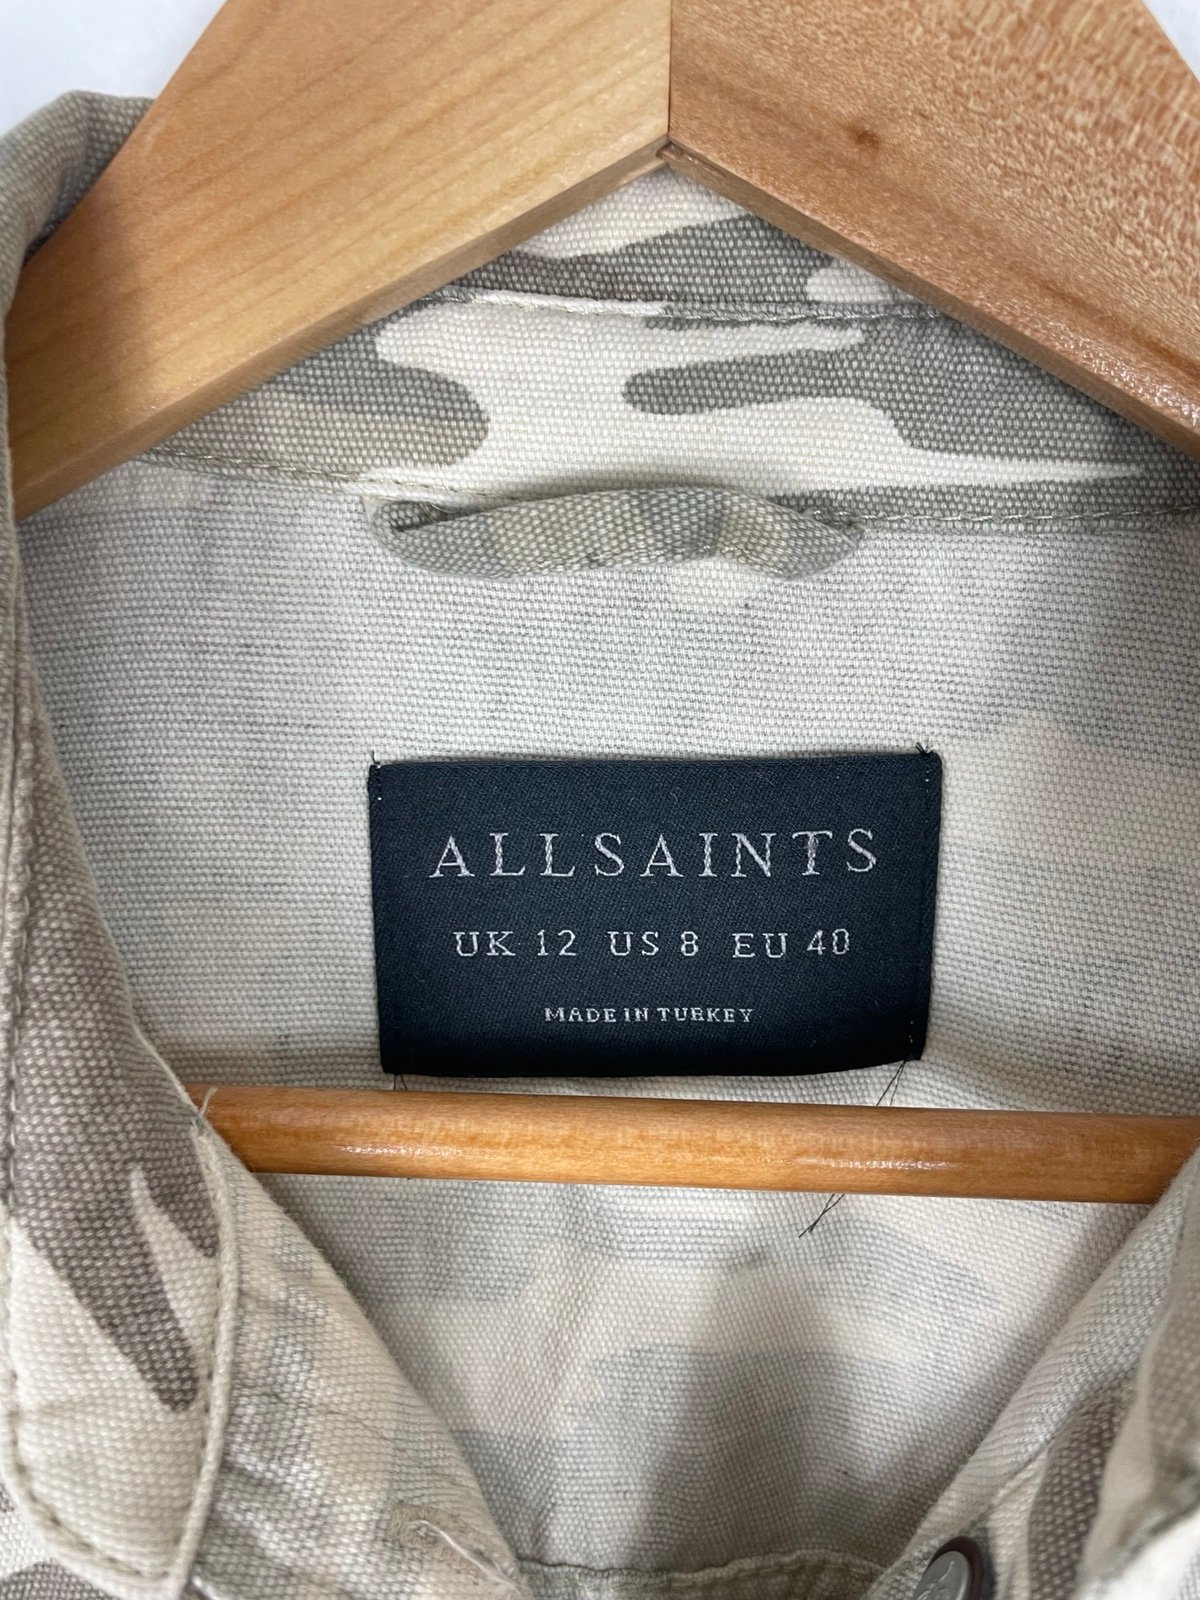 ALLSAINTS
UK 12 US 8 EU 40
MADE IN TURKEY